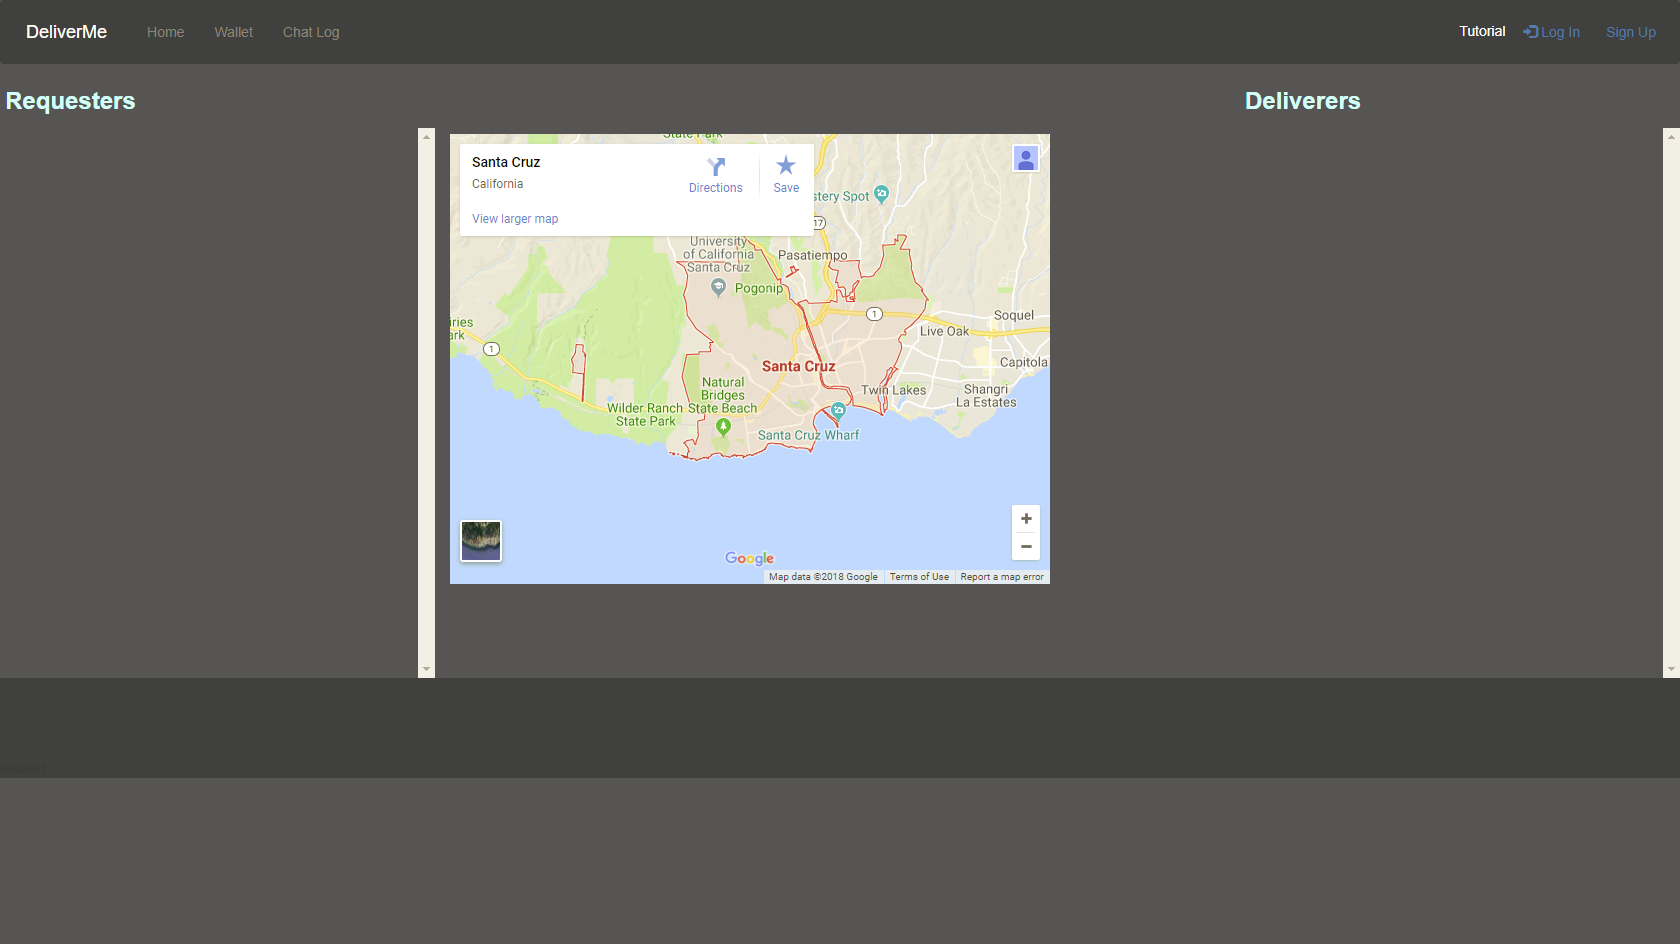 DeliverMe
Home
Wallet
Chat Log
Tutorial
Log In
Sign Up
Requesters
Deliverers
State Park
Santa Cruz
California
View larger map
Directions
Save
stery Spot
17
University
of California
Santa Cruz
Pasatiempo
Pogonip
1
Soquel
Live Oak
iries
ark
1
Capitola
Santa Cruz
Natural
Bridges
State Beach
Twin Lakes
Shangri
La Estates
Wilder Ranch
State Park
Santa Cruz Wharf
Google
Map data ©2018 Google
Terms of Use
Report a map error